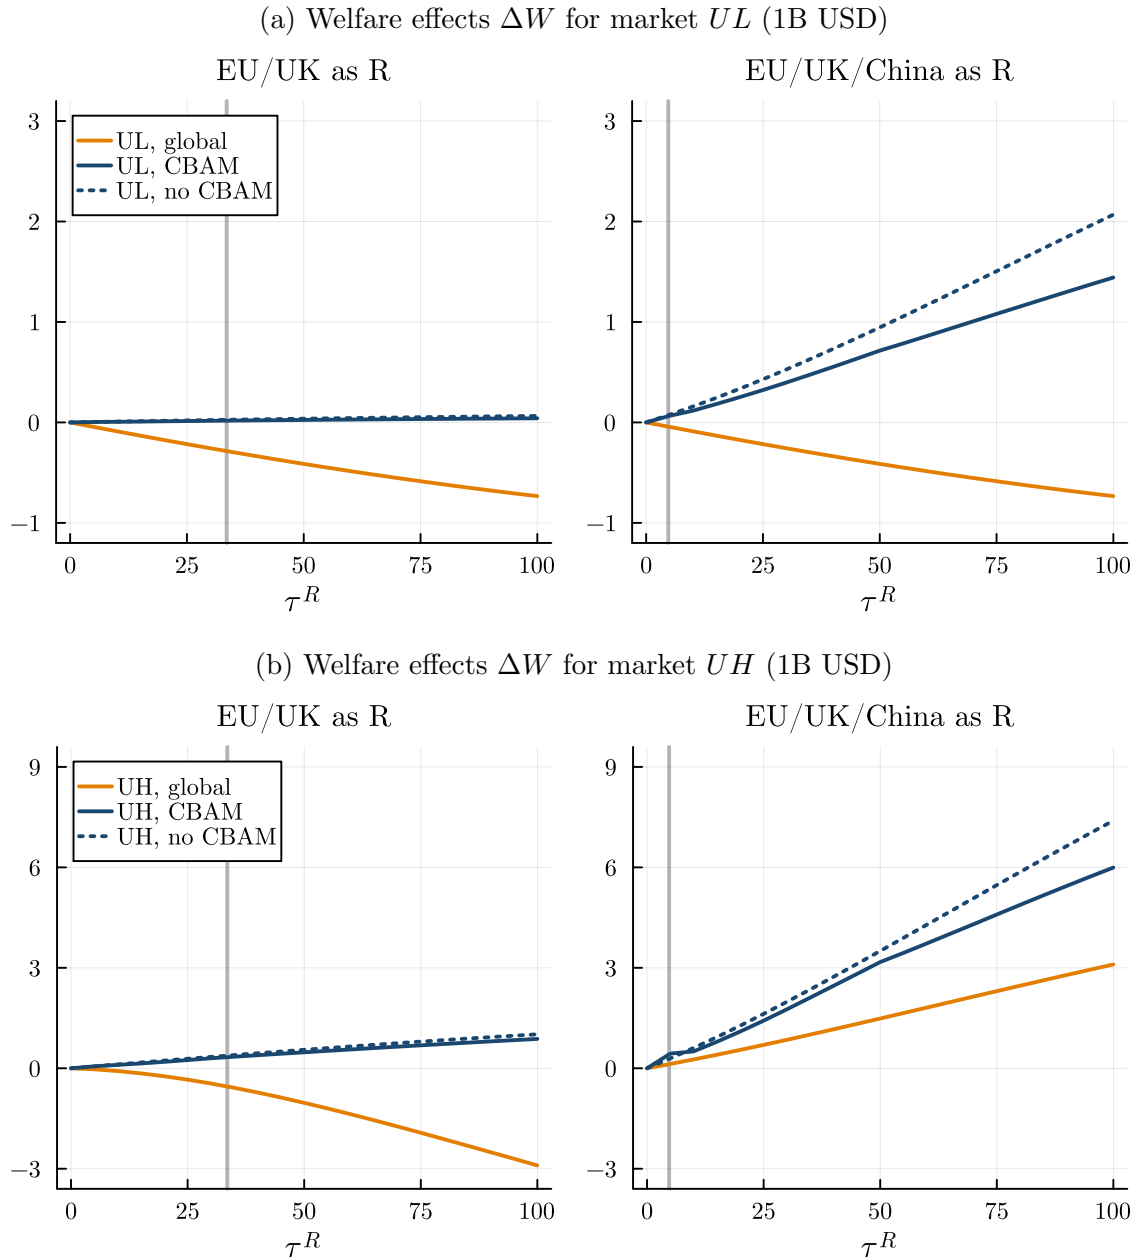 (a) Welfare effects ΔW for market UL (1B USD)
EU/UK as R
EU/UK/China as R
3
2
1
0
−1
UL, global
UL, CBAM
UL, no CBAM
0 25 50 75 100
τ^R
3
2
1
0
−1
0 25 50 75 100
τ^R
(b) Welfare effects ΔW for market UH (1B USD)
EU/UK as R
EU/UK/China as R
9
6
3
0
−3
UH, global
UH, CBAM
UH, no CBAM
0 25 50 75 100
τ^R
9
6
3
0
−3
0 25 50 75 100
τ^R